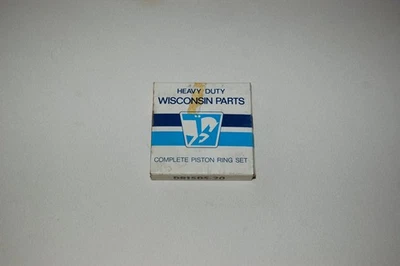 HEAVY DUTY
WISCONSIN PARTS
COMPLETE PISTON RING SET